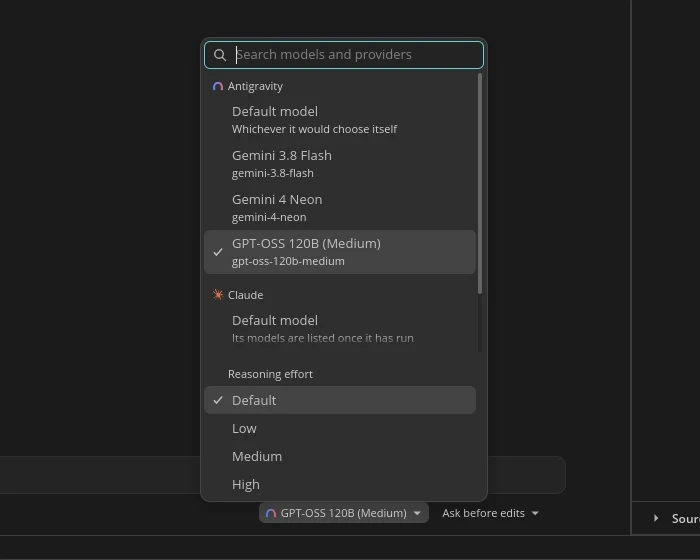 Search models and providers
Antigravity
Default model
Whichever it would choose itself
Gemini 3.8 Flash
gemini-3.8-flash
Gemini 4 Neon
gemini-4-neon
GPT-OSS 120B (Medium)
gpt-oss-120b-medium
Claude
Default model
Its models are listed once it has run
Reasoning effort
Default
Low
Medium
High
GPT-OSS 120B (Medium)
Ask before edits